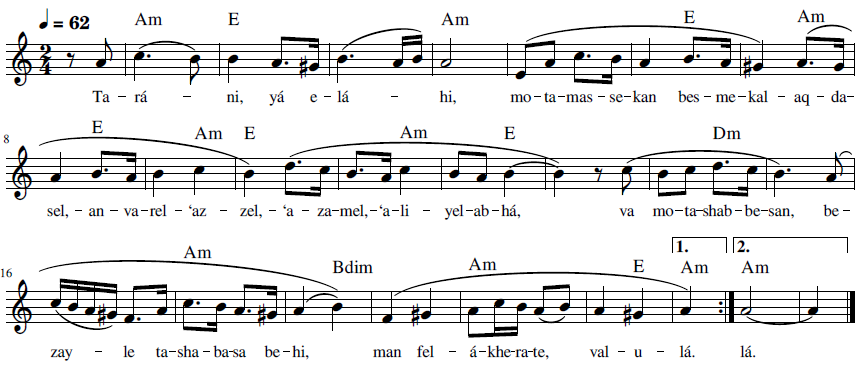 ♩ = 62
2/4
Am E Am E Am
Ta – rá – ni, yá e – lá – hi, mo – ta – mas – se – kan bes – me – kal – aq – da –
8 E Am E Am E Dm
sel, – an – va – rel – ‘az – zel, – ‘a – za – mel, – ‘a – li – yel – ab – há, va mo – ta – shab – be – san, be –
16 Am Bdim Am E 1. Am 2. Am
zay – le ta – sha – ba – sa be – hi, man fel – á – khe – ra – te, val – u – lá. lá.